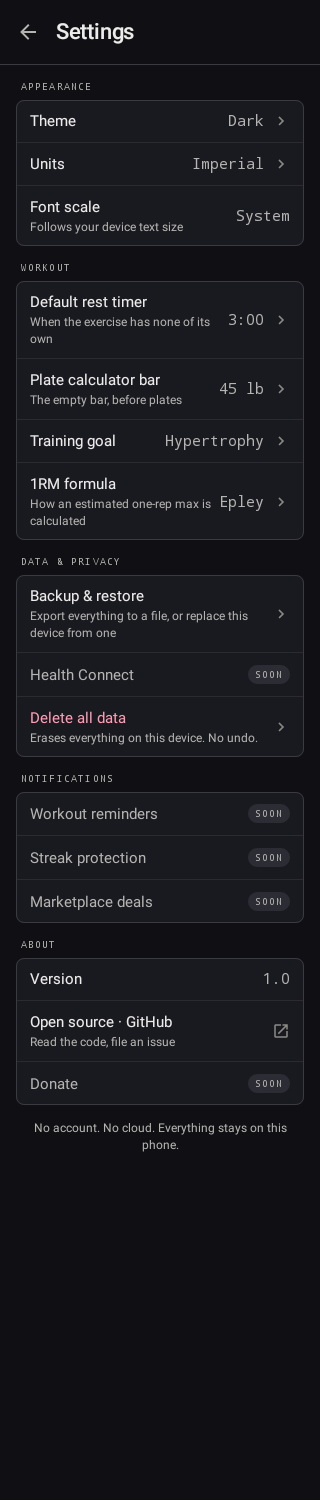 Settings
APPEARANCE
Theme
Dark
Units
Imperial
Font scale
Follows your device text size
System
WORKOUT
Default rest timer
When the exercise has none of its
own
3:00
Plate calculator bar
The empty bar, before plates
45 lb
Training goal
Hypertrophy
1RM formula
How an estimated one-rep max is
calculated
Epley
DATA & PRIVACY
Backup & restore
Export everything to a file, or replace this
device from one
Health Connect
SOON
Delete all data
Erases everything on this device. No undo.
NOTIFICATIONS
Workout reminders
SOON
Streak protection
SOON
Marketplace deals
SOON
ABOUT
Version
1.0
Open source · GitHub
Read the code, file an issue
Donate
SOON
No account. No cloud. Everything stays on this
phone.